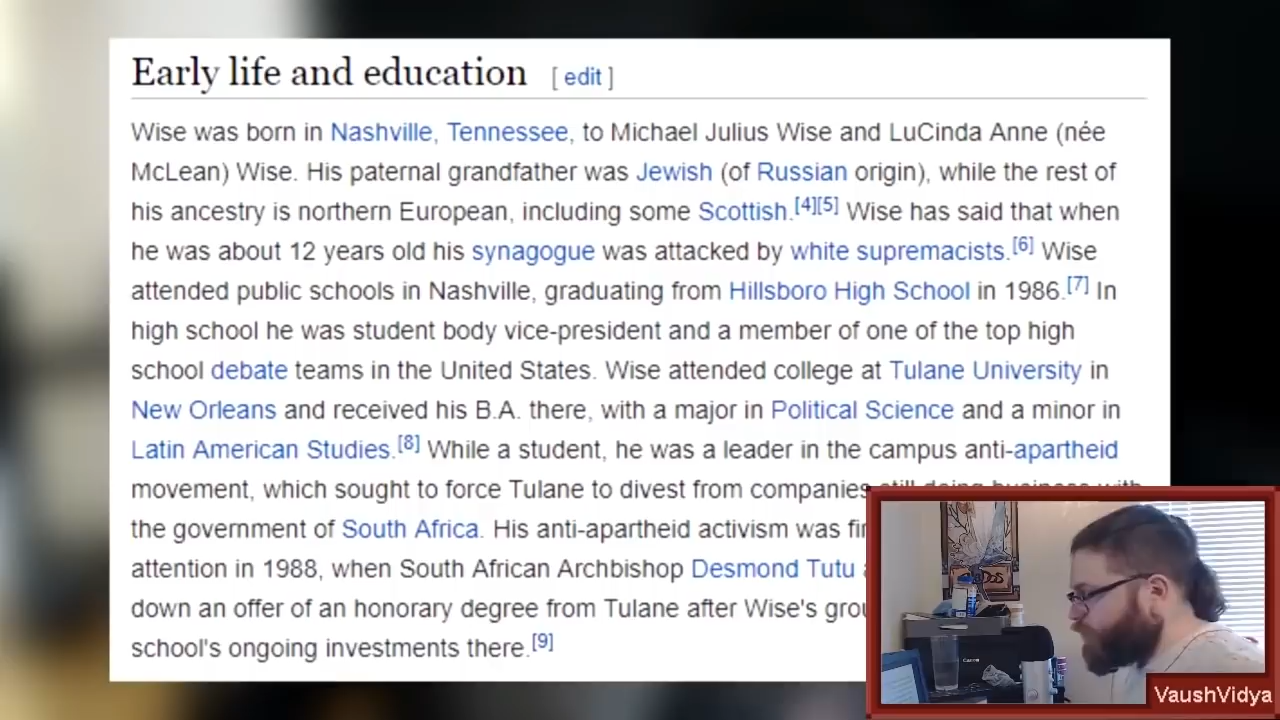 Early life and education [ edit ]
Wise was born in Nashville, Tennessee, to Michael Julius Wise and LuCinda Anne (née
McLean) Wise. His paternal grandfather was Jewish (of Russian origin), while the rest of
his ancestry is northern European, including some Scottish.[4][5] Wise has said that when
he was about 12 years old his synagogue was attacked by white supremacists.[6] Wise
attended public schools in Nashville, graduating from Hillsboro High School in 1986.[7] In
high school he was student body vice-president and a member of one of the top high
school debate teams in the United States. Wise attended college at Tulane University in
New Orleans and received his B.A. there, with a major in Political Science and a minor in
Latin American Studies.[8] While a student, he was a leader in the campus anti-apartheid
movement, which sought to force Tulane to divest from companies still doing business with
the government of South Africa. His anti-apartheid activism was
attention in 1988, when South African Archbishop Desmond Tutu
down an offer of an honorary degree from Tulane after Wise's
school's ongoing investments there.[9]
Canon
VaushVidya